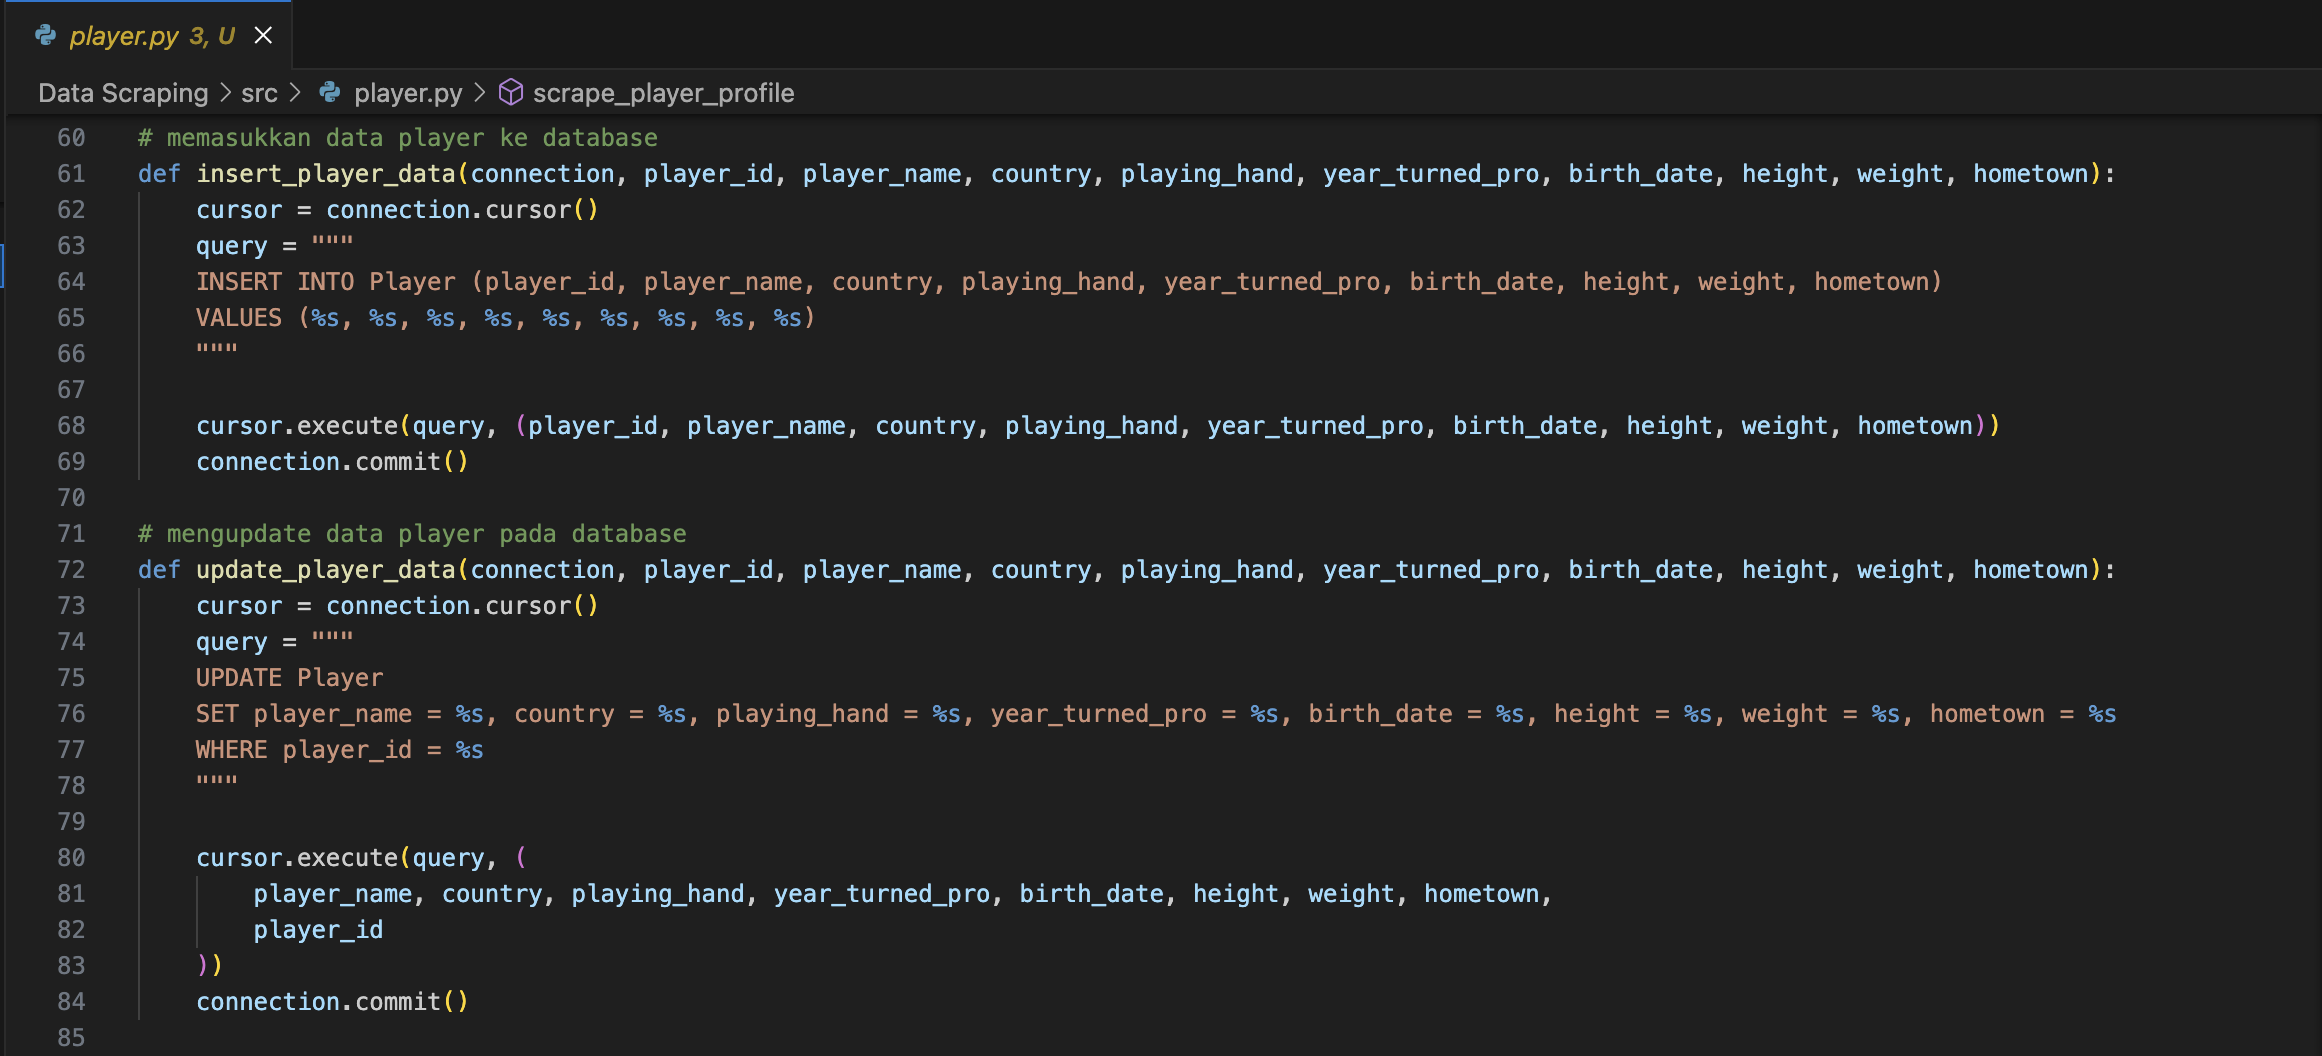 player.py 3, U
Data Scraping > src > player.py > scrape_player_profile
60 # memasukkan data player ke database
61 def insert_player_data(connection, player_id, player_name, country, playing_hand, year_turned_pro, birth_date, height, weight, hometown):
62     cursor = connection.cursor()
63     query = """
64     INSERT INTO Player (player_id, player_name, country, playing_hand, year_turned_pro, birth_date, height, weight, hometown)
65     VALUES (%s, %s, %s, %s, %s, %s, %s, %s, %s)
66     """
67
68     cursor.execute(query, (player_id, player_name, country, playing_hand, year_turned_pro, birth_date, height, weight, hometown))
69     connection.commit()
70
71 # mengupdate data player pada database
72 def update_player_data(connection, player_id, player_name, country, playing_hand, year_turned_pro, birth_date, height, weight, hometown):
73     cursor = connection.cursor()
74     query = """
75     UPDATE Player
76     SET player_name = %s, country = %s, playing_hand = %s, year_turned_pro = %s, birth_date = %s, height = %s, weight = %s, hometown = %s
77     WHERE player_id = %s
78     """
79
80     cursor.execute(query, (
81         player_name, country, playing_hand, year_turned_pro, birth_date, height, weight, hometown,
82         player_id
83     ))
84     connection.commit()
85